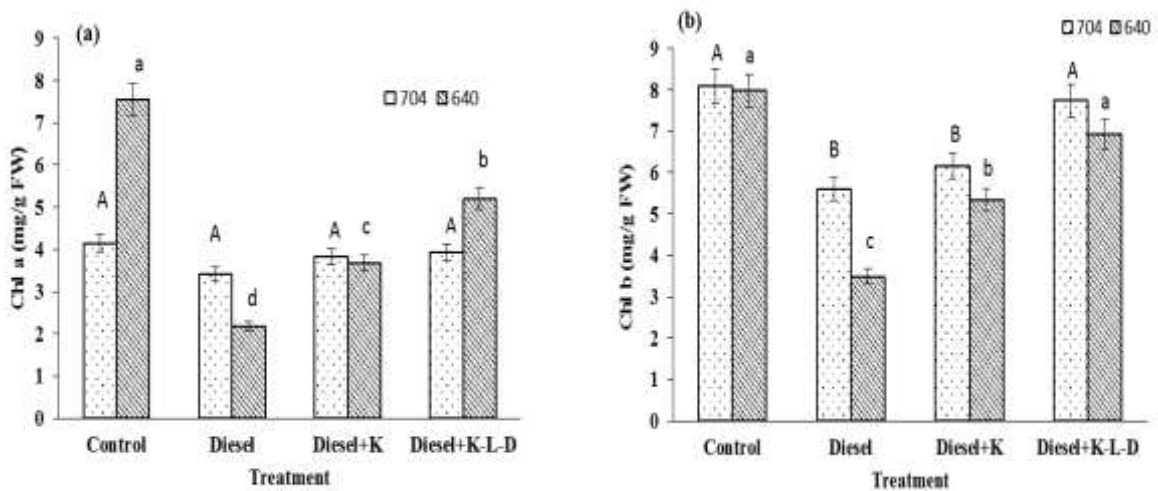 (a)
9
8
7
6
5
4
3
2
1
0
Chl a (mg/g FW)
704 640
A a
A d
A c
A b
Control Diesel Diesel+K Diesel+K-L-D
Treatment
(b)
9
8
7
6
5
4
3
2
1
0
Chl b (mg/g FW)
704 640
A a
B c
B b
A a
Control Diesel Diesel+K Diesel+K-L-D
Treatment